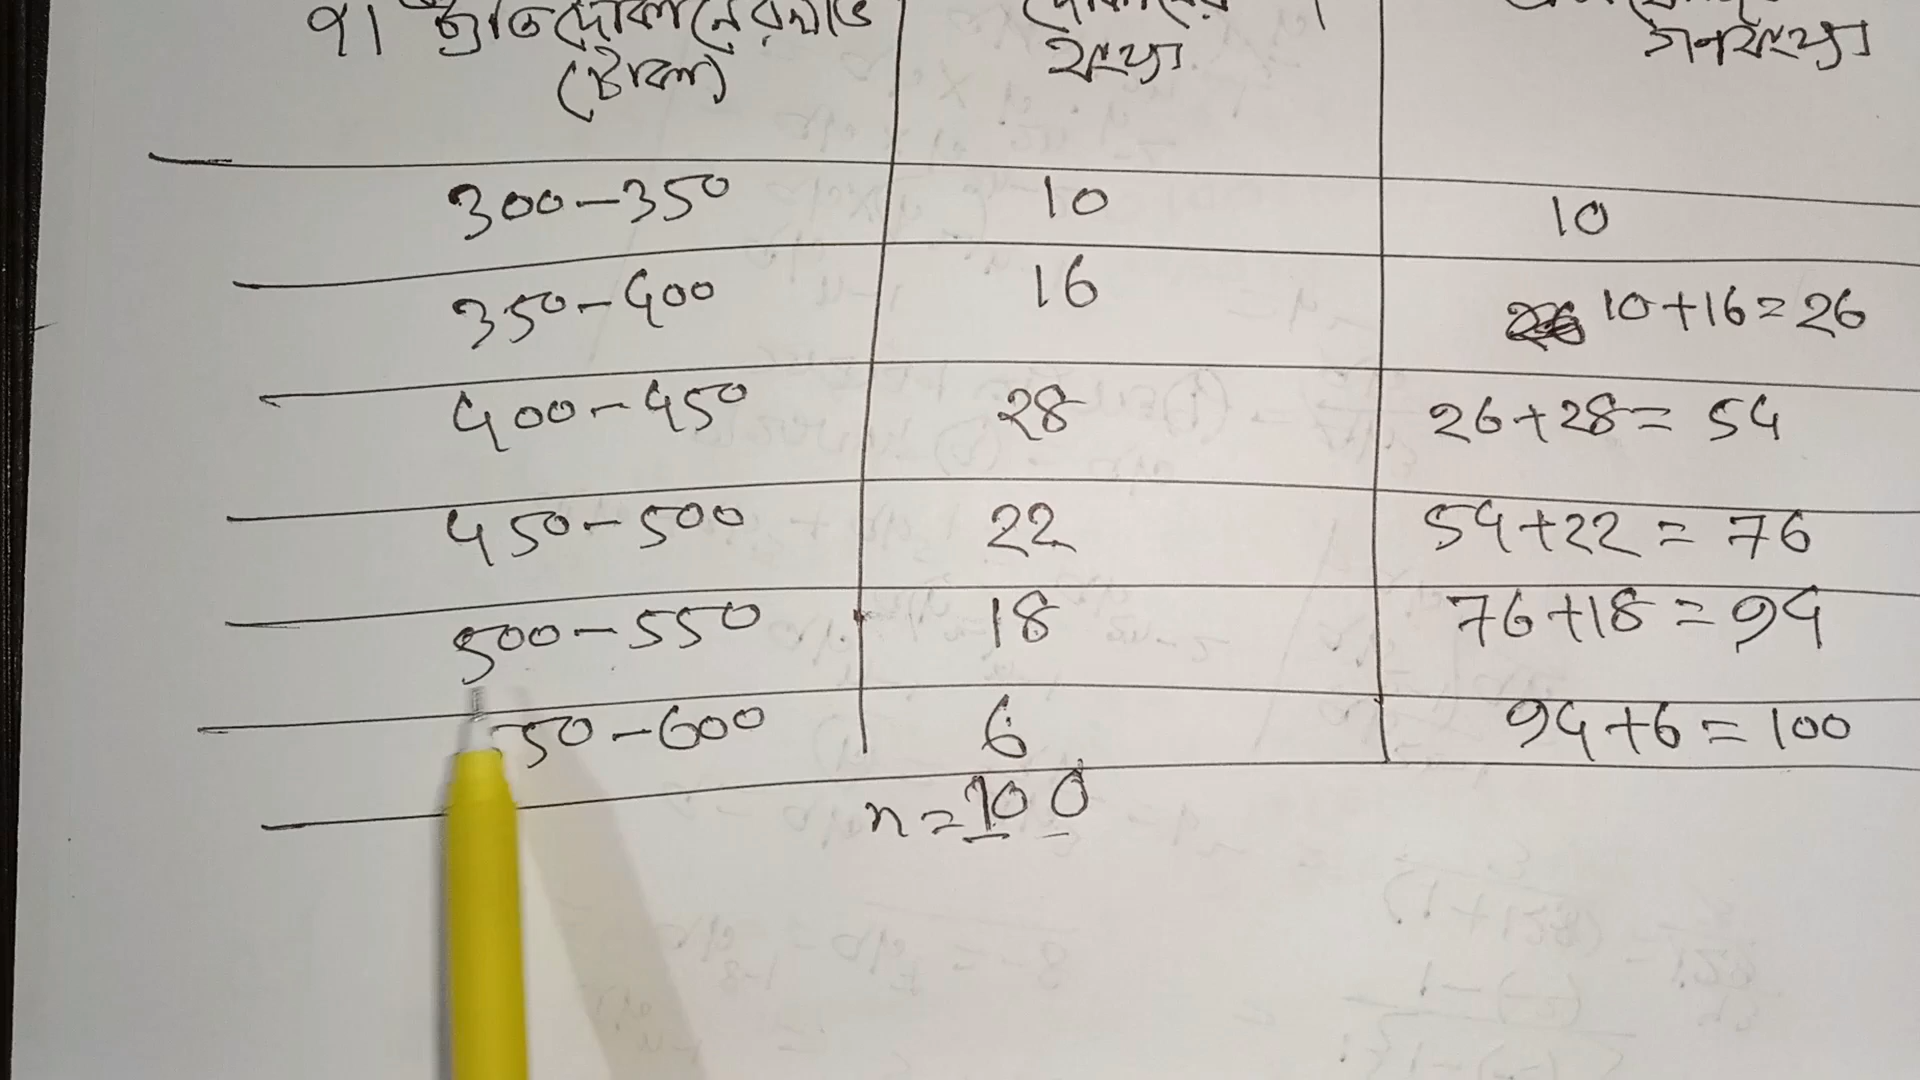 ৭। প্রতি দোকানের লাভ দোকানের
(টাকা) সংখ্যা গনসংখ্যা
300-350 10 10
350-400 16 10+16=26
400-450 28 26+28= 54
450-500 22 54+22 = 76
500-550 18 76+18 = 94
50-600 6 94+6= 100
n=100